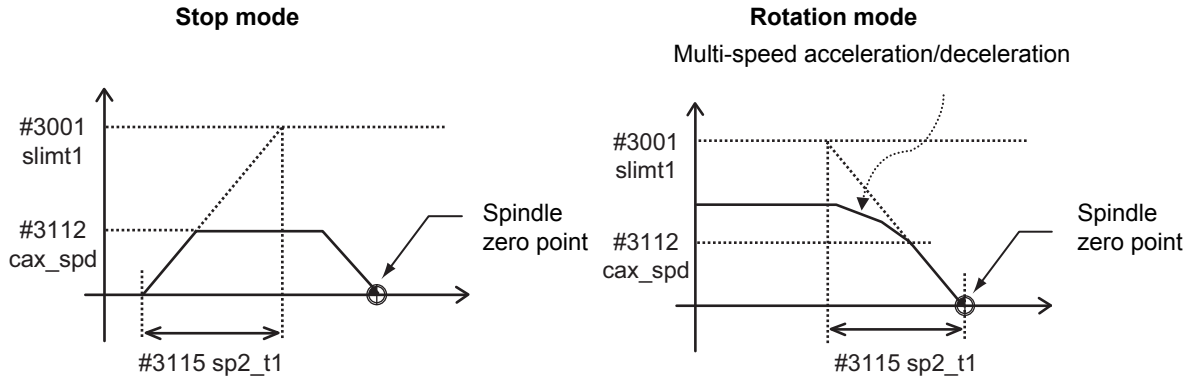 Stop mode
#3001
slimt1
#3112
cax_spd
Spindle
zero point
#3115 sp2_t1
Rotation mode
Multi-speed acceleration/deceleration
#3001
slimt1
#3112
cax_spd
Spindle
zero point
#3115 sp2_t1